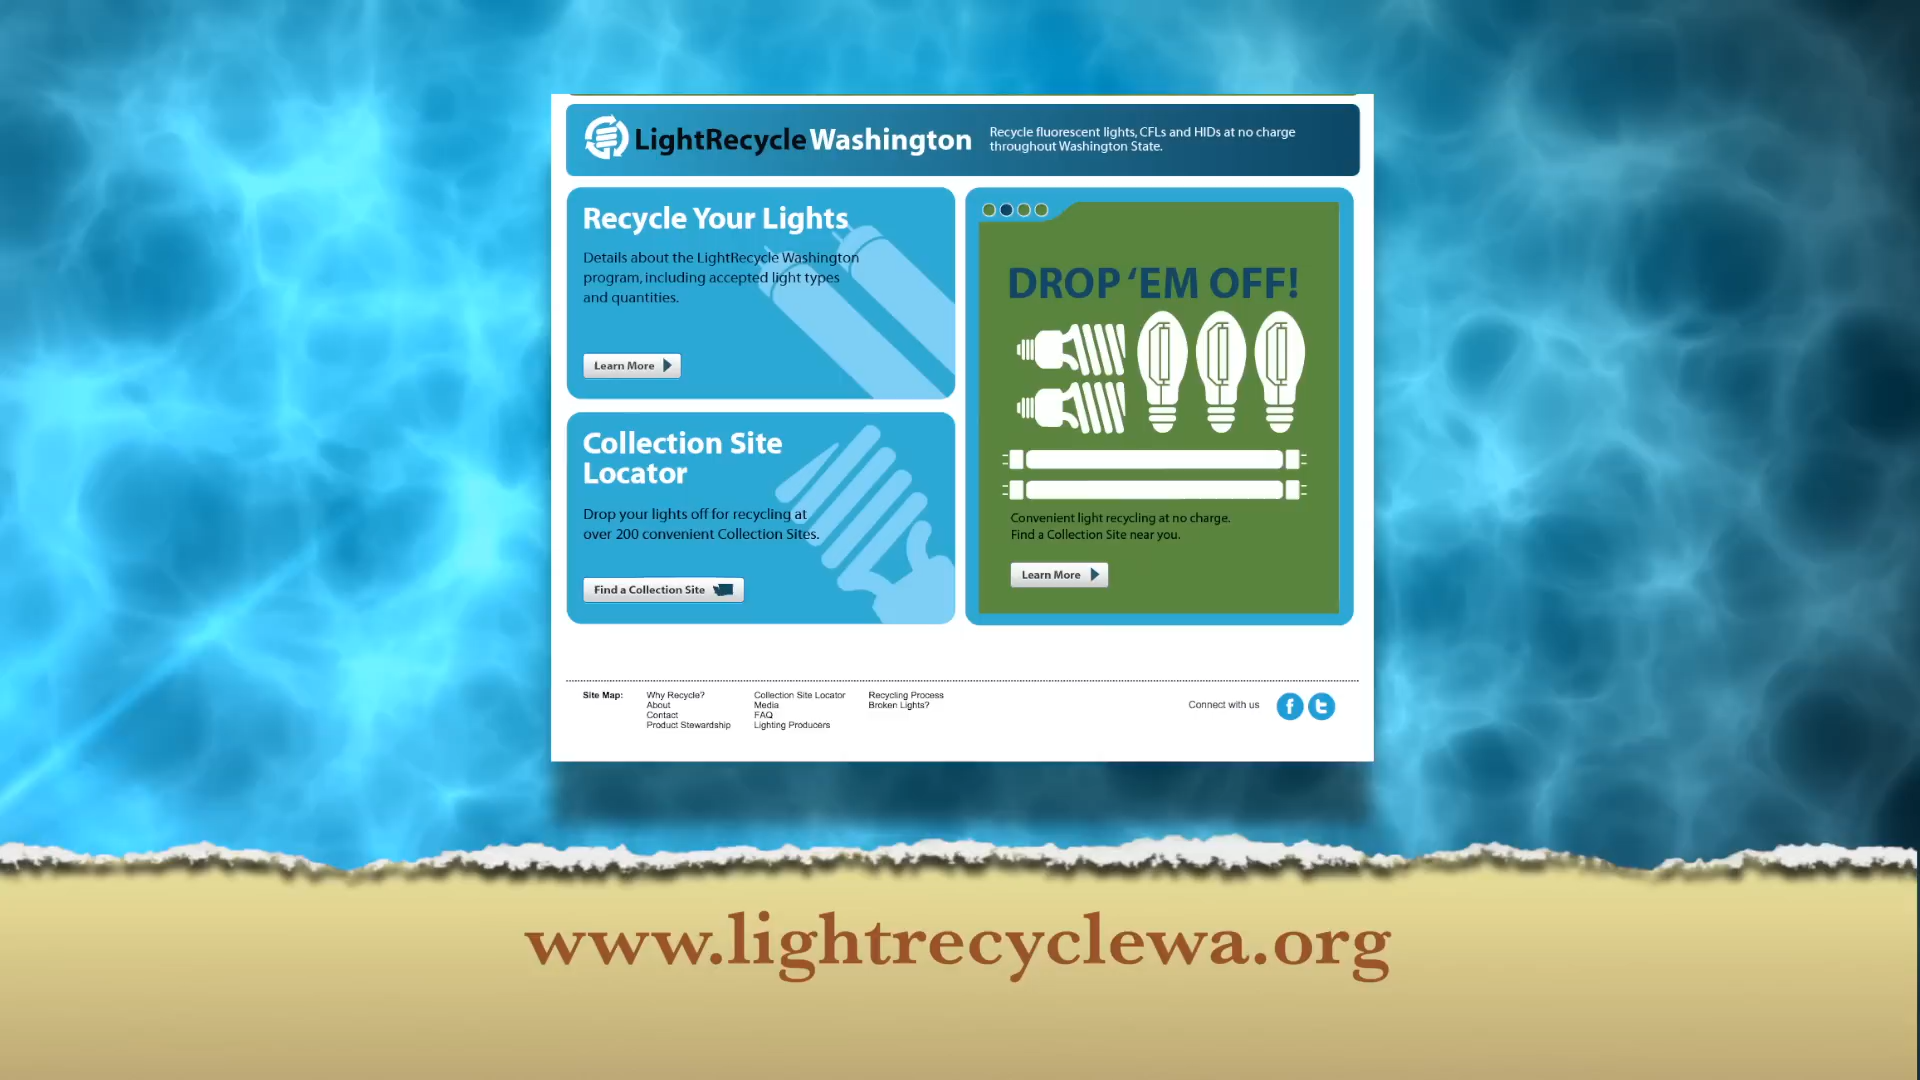 LightRecycle Washington
Recycle fluorescent lights, CFLs and HIDs at no charge
throughout Washington State.
Recycle Your Lights
Details about the LightRecycle Washington
program, including accepted light types
and quantities.
Learn More
Collection Site
Locator
Drop your lights off for recycling at
over 200 convenient Collection Sites.
Find a Collection Site
DROP ‘EM OFF!
Convenient light recycling at no charge.
Find a Collection Site near you.
Learn More
Site Map:
Why Recycle?
About
Contact
Product Stewardship
Collection Site Locator
Media
FAQ
Lighting Producers
Recycling Process
Broken Lights?
Connect with us
www.lightrecyclewa.org